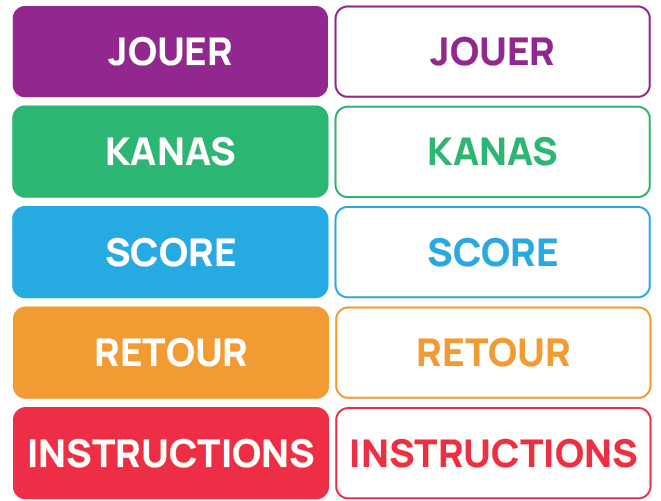 JOUER JOUER
KANAS KANAS
SCORE SCORE
RETOUR RETOUR
INSTRUCTIONS INSTRUCTIONS